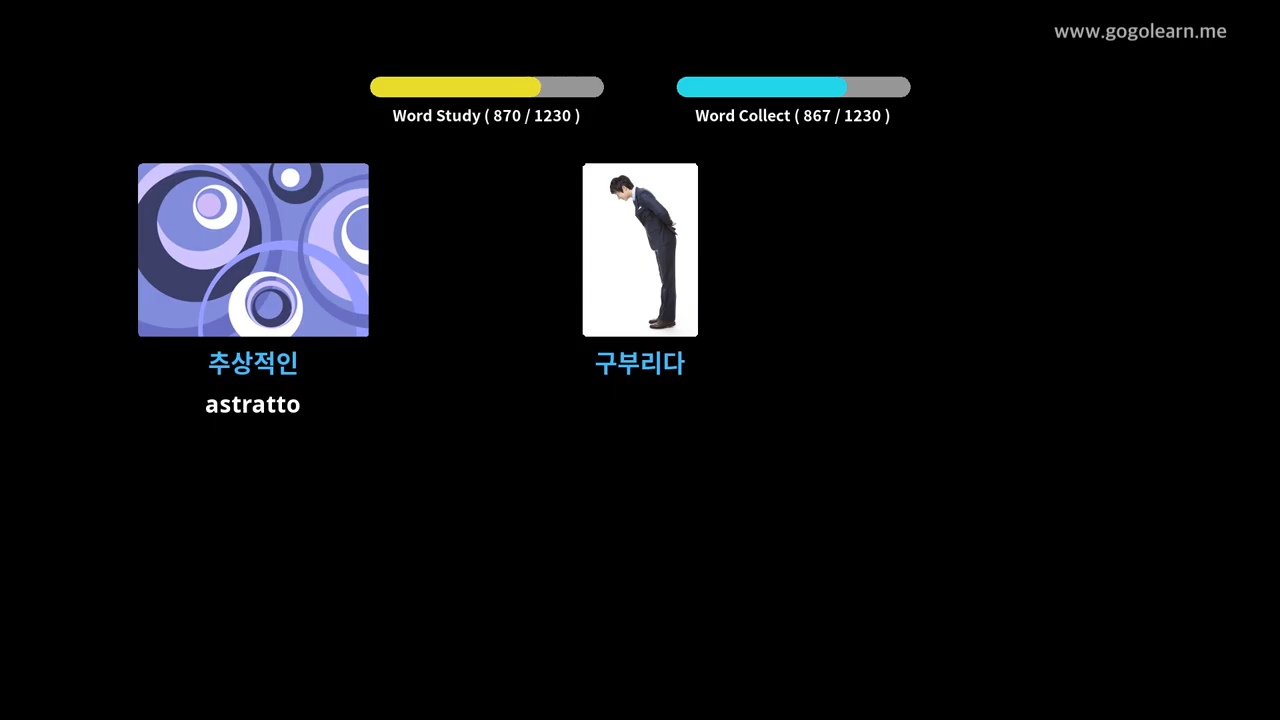 www.gogolearn.me
Word Study ( 870 / 1230 )
Word Collect ( 867 / 1230 )
추상적인
구부리다
astratto